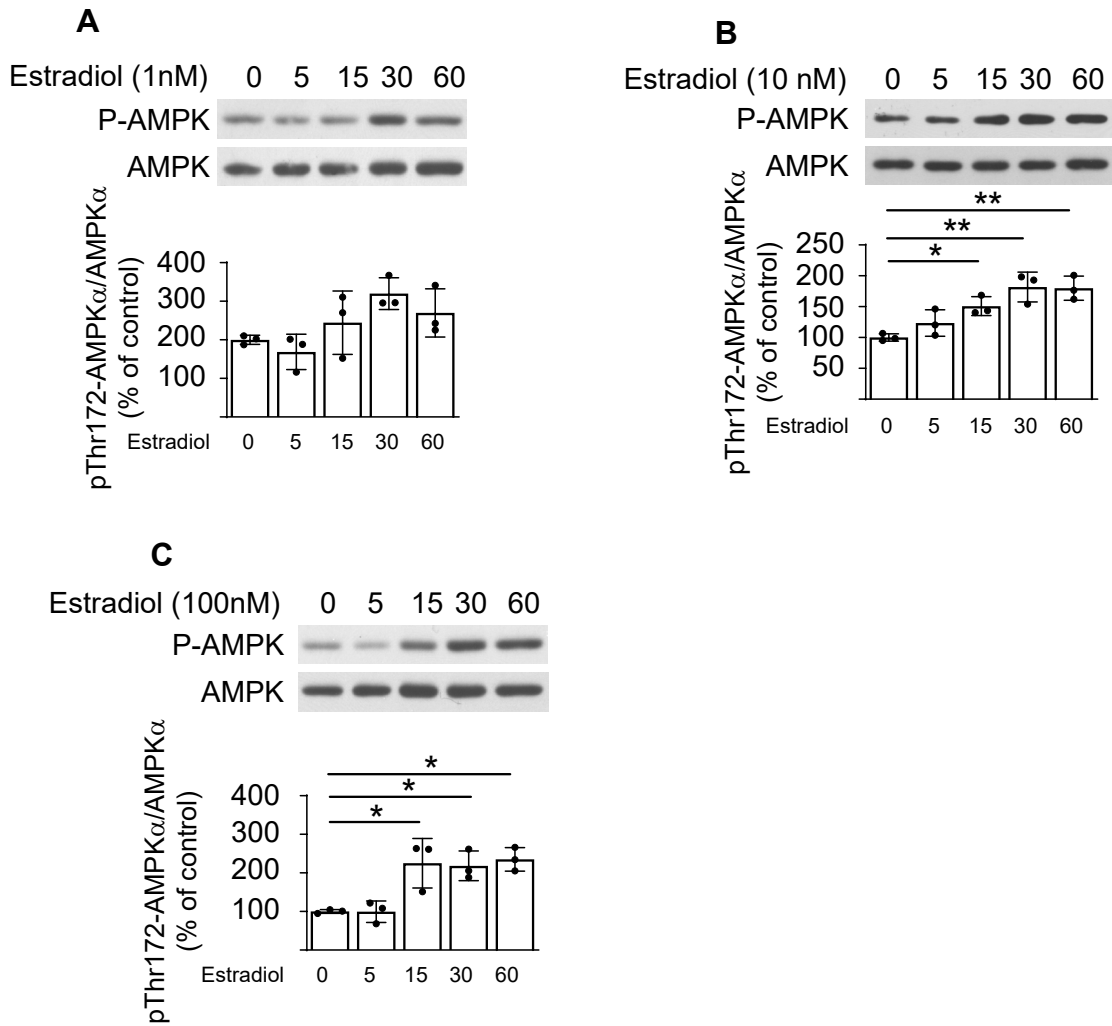 A
Estradiol (1nM) 0 5 15 30 60
P-AMPK
AMPK
pThr172-AMPKα/AMPKα
(% of control)
400
300
200
100
Estradiol 0 5 15 30 60
B
Estradiol (10 nM) 0 5 15 30 60
P-AMPK
AMPK
pThr172-AMPKα/AMPKα
(% of control)
**
**
*
250
200
150
100
50
Estradiol 0 5 15 30 60
C
Estradiol (100nM) 0 5 15 30 60
P-AMPK
AMPK
pThr172-AMPKα/AMPKα
(% of control)
*
*
*
400
300
200
100
Estradiol 0 5 15 30 60